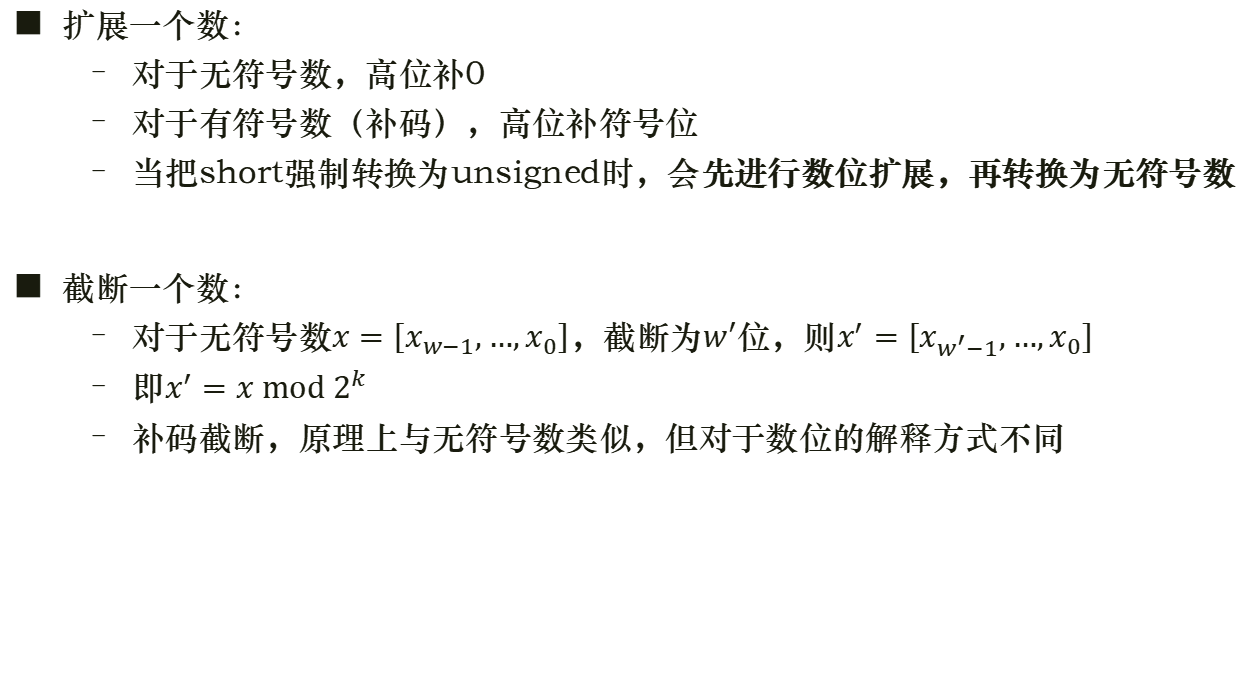 ■ 扩展一个数：
– 对于无符号数，高位补0
– 对于有符号数（补码），高位补符号位
– 当把short强制转换为unsigned时，会先进行数位扩展，再转换为无符号数
■ 截断一个数：
– 对于无符号数x = [x_{w−1}, …, x_0]，截断为w′位，则x′ = [x_{w′−1}, …, x_0]
– 即x′ = x mod 2^k
– 补码截断，原理上与无符号数类似，但对于数位的解释方式不同